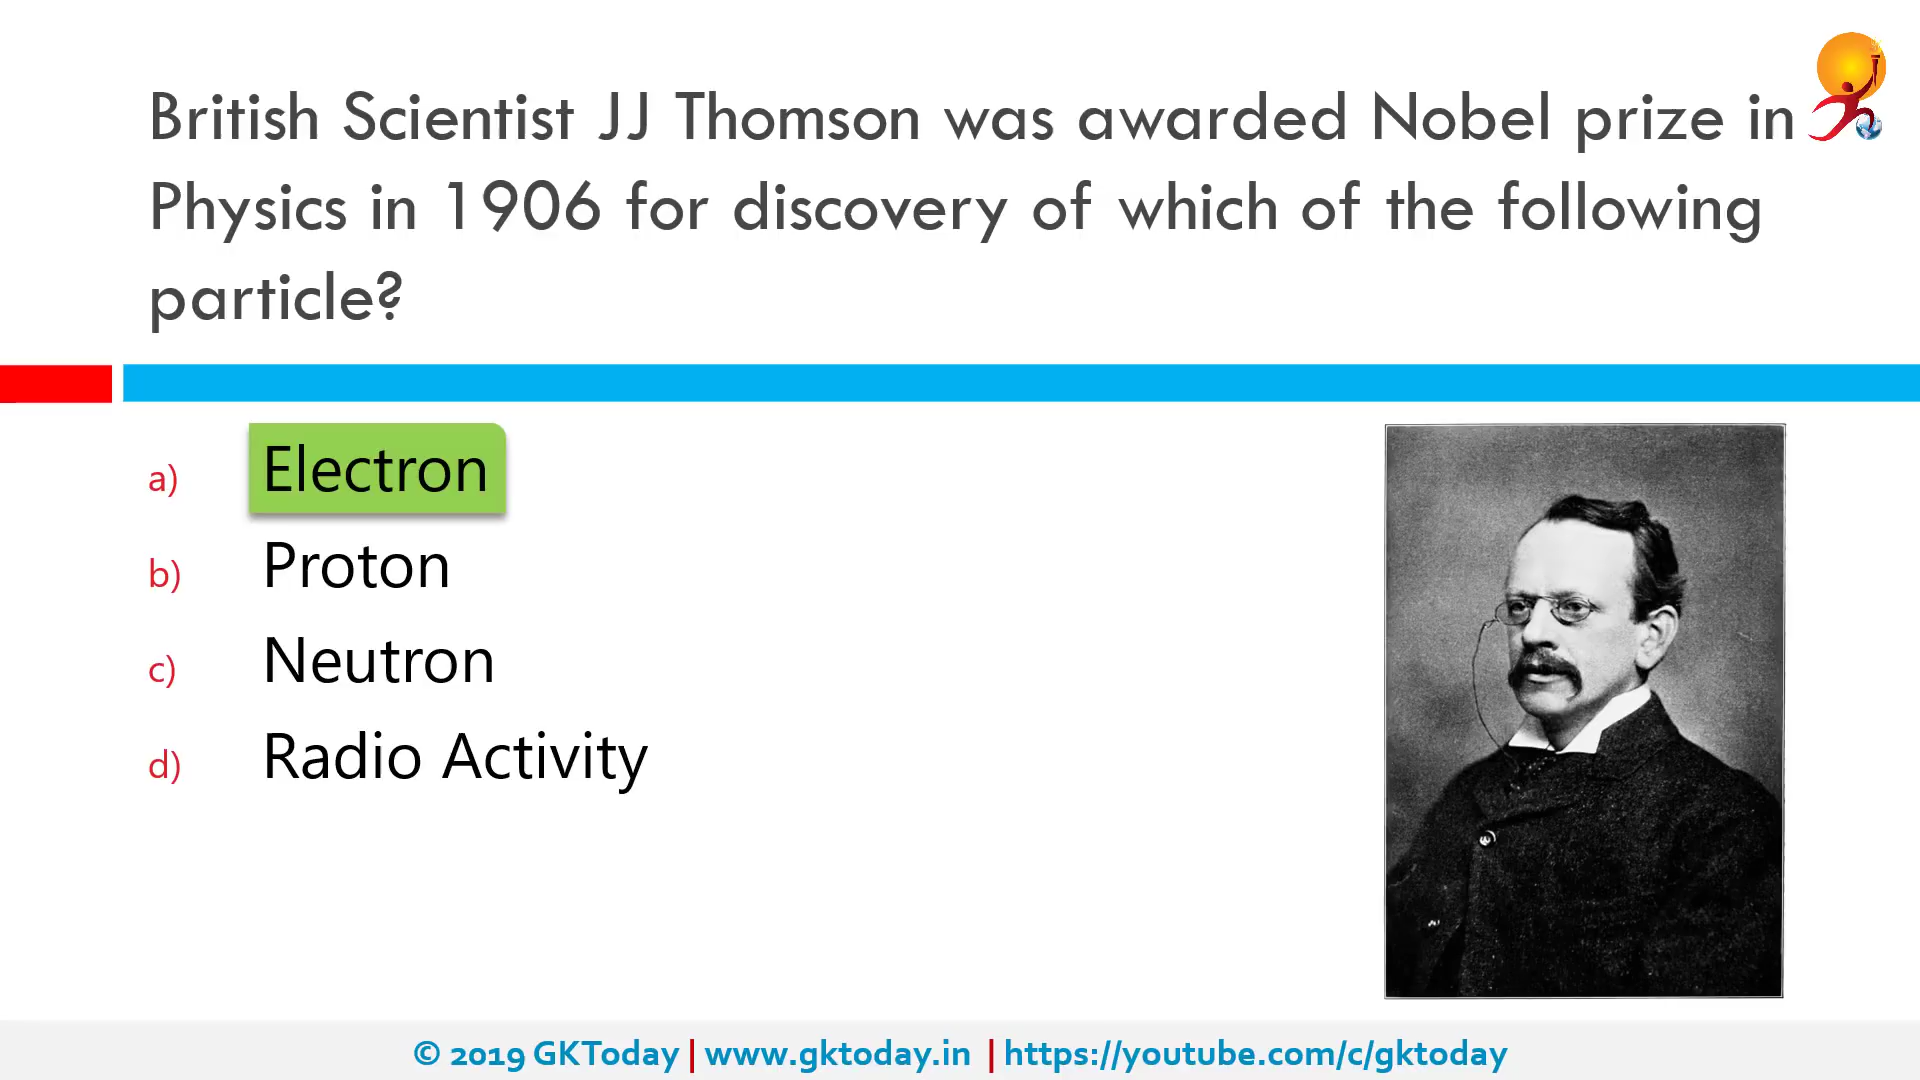 British Scientist JJ Thomson was awarded Nobel prize in
Physics in 1906 for discovery of which of the following
particle?
a) Electron
b) Proton
c) Neutron
d) Radio Activity
© 2019 GKToday | www.gktoday.in | https://youtube.com/c/gktoday